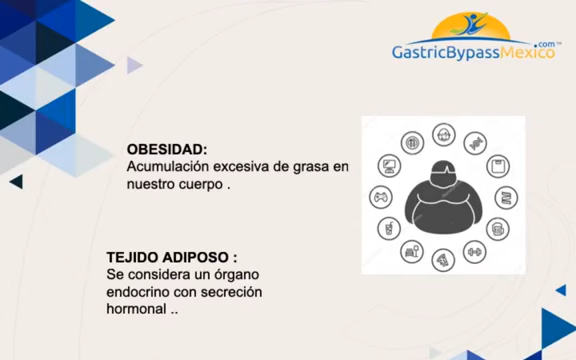 GastricBypassMexico.com™
OBESIDAD:
Acumulación excesiva de grasa en
nuestro cuerpo .
TEJIDO ADIPOSO :
Se considera un órgano
endocrino con secreción
hormonal ..